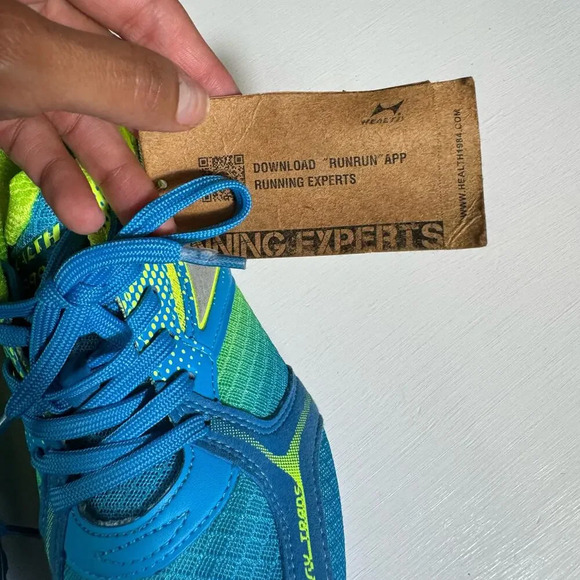 HEALTH
DOWNLOAD "RUNRUN" APP
RUNNING EXPERTS
WWW.HEALTH1984.COM
NNING EXPERTS